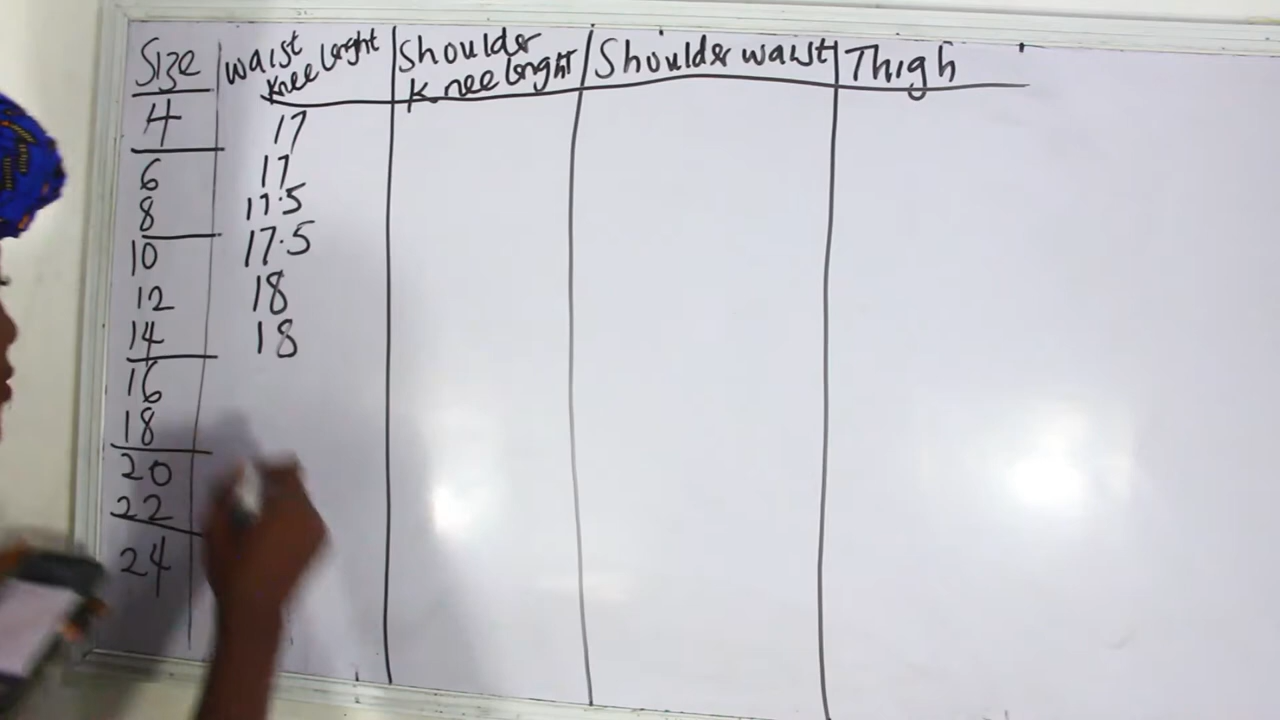 Size
Waist Knee lenght
Shoulder Knee lenght
Shoulder waist
Thigh
4 17
6 17
8 17.5
10 17.5
12 18
14 18
16
18
20
22
24